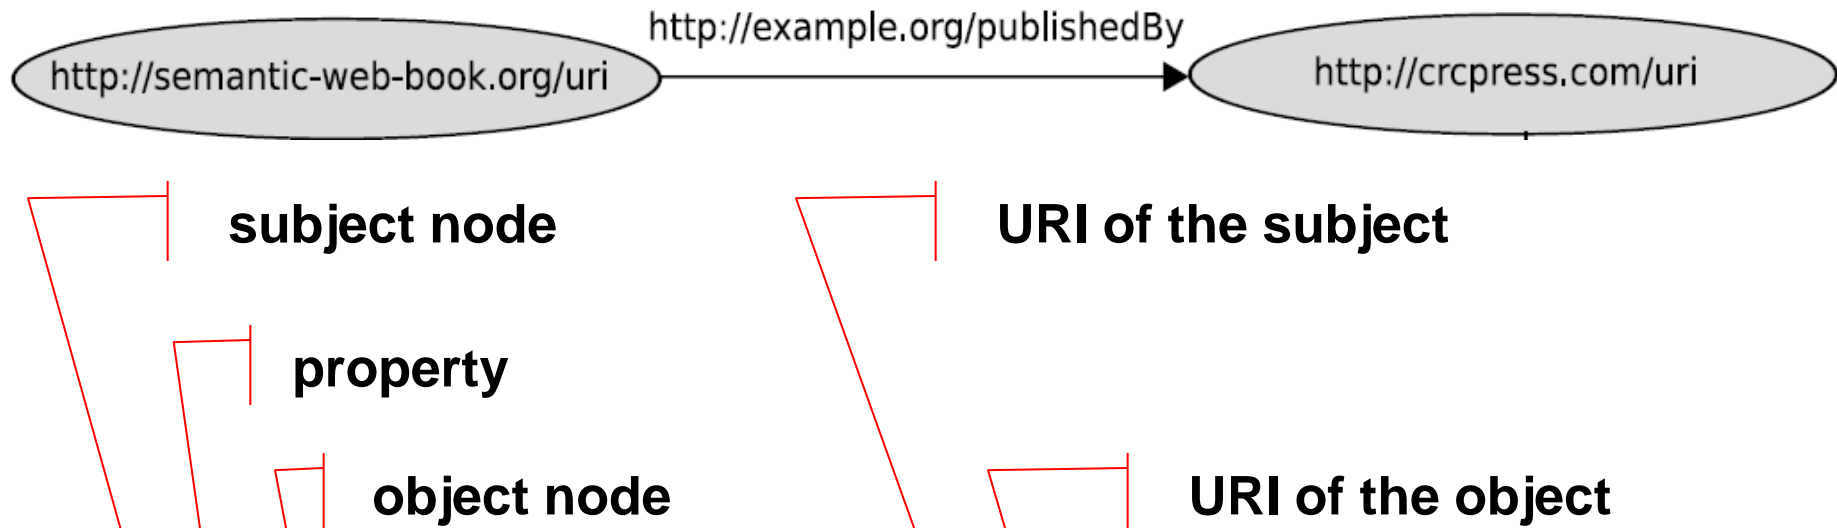 http://example.org/publishedBy
http://semantic-web-book.org/uri
http://crcpress.com/uri
subject node
URI of the subject
property
object node
URI of the object